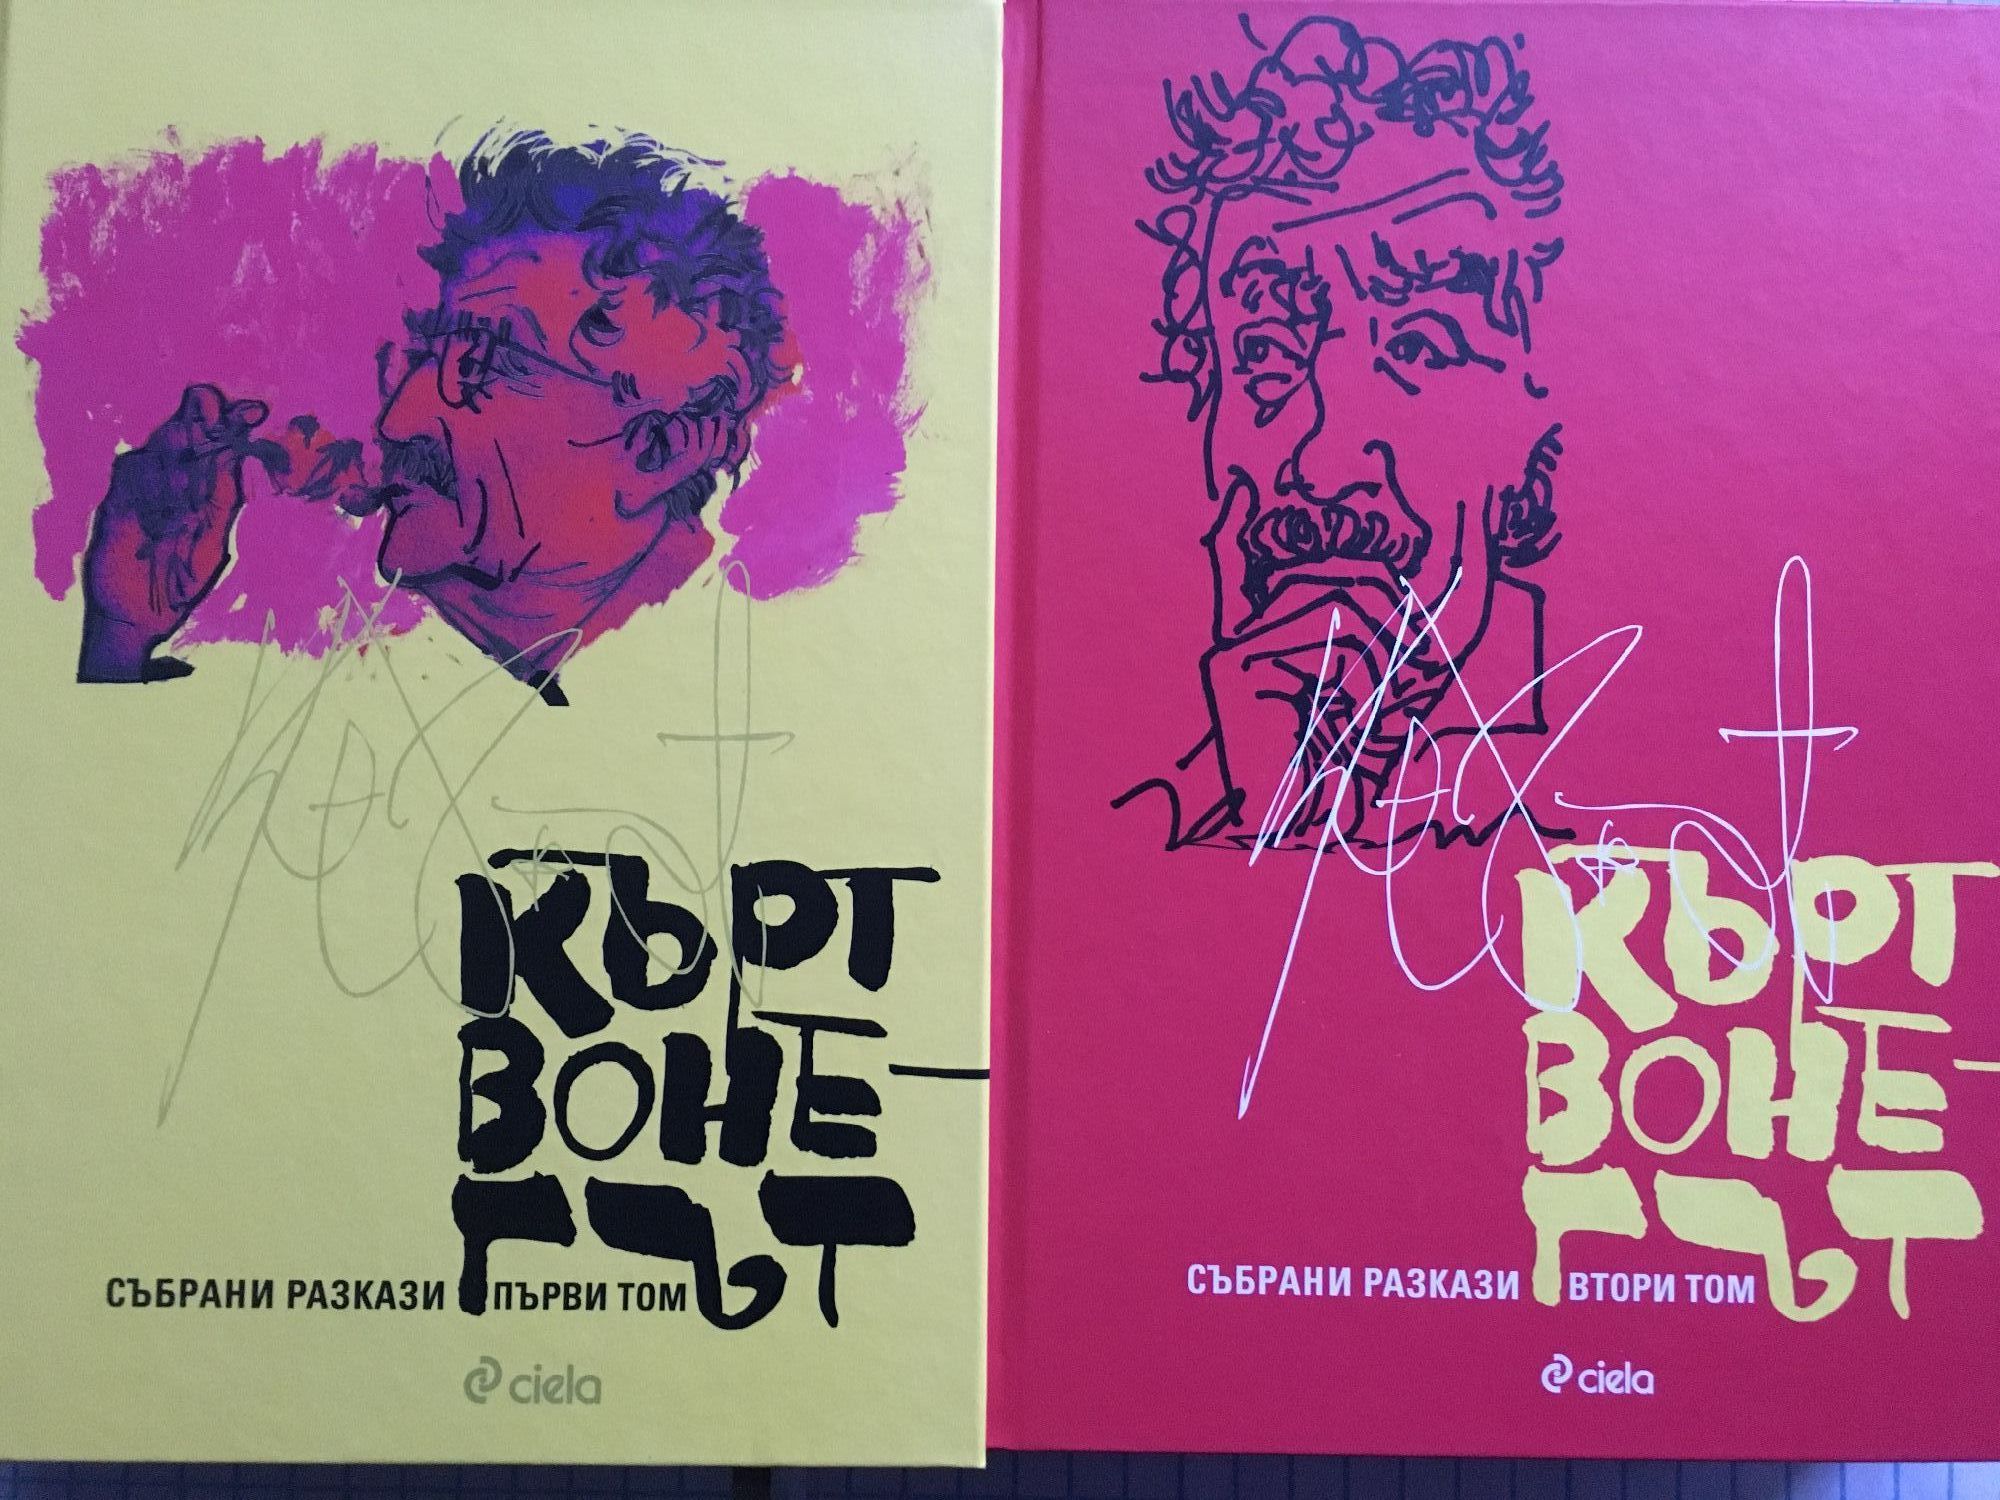 КЪРТ
ВОНЕ-
ГЪТ
СЪБРАНИ РАЗКАЗИ ПЪРВИ ТОМ
ciela
КЪРТ
ВОНЕ-
ГЪТ
СЪБРАНИ РАЗКАЗИ ВТОРИ ТОМ
ciela